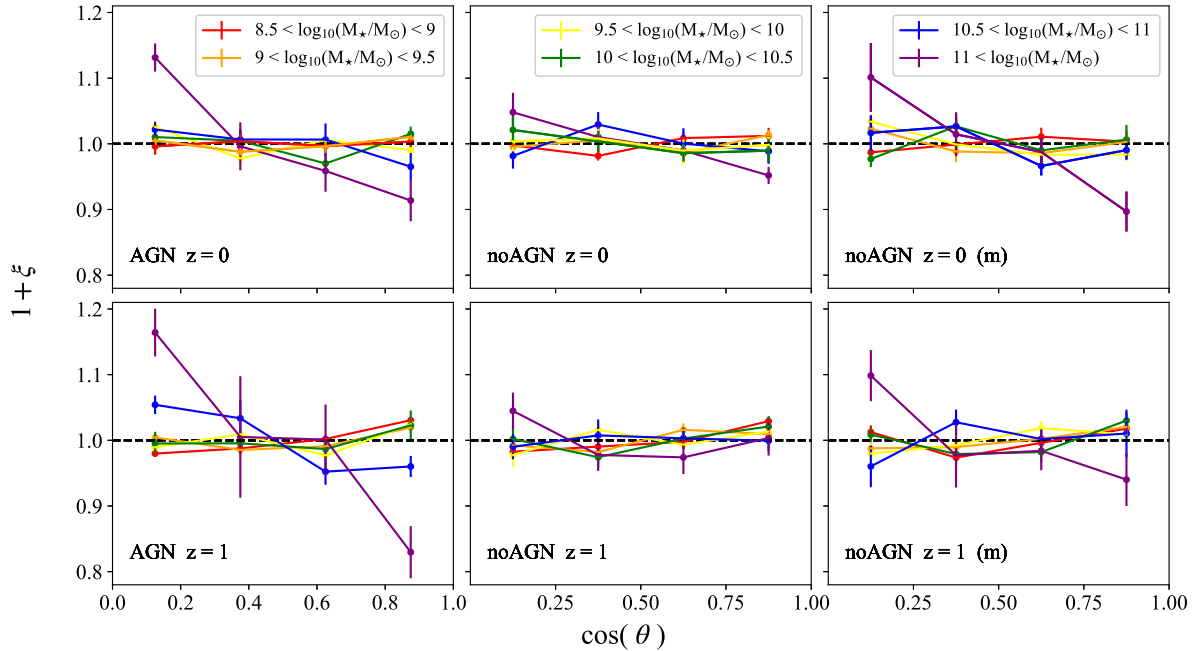 8.5 < log₁₀(M⋆/M⊙) < 9
9 < log₁₀(M⋆/M⊙) < 9.5
9.5 < log₁₀(M⋆/M⊙) < 10
10 < log₁₀(M⋆/M⊙) < 10.5
10.5 < log₁₀(M⋆/M⊙) < 11
11 < log₁₀(M⋆/M⊙)
1.2
1.1
1.0
0.9
0.8
AGN z = 0
noAGN z = 0
noAGN z = 0 (m)
1 + ξ
1.2
1.1
1.0
0.9
0.8
AGN z = 1
noAGN z = 1
noAGN z = 1 (m)
0.0 0.2 0.4 0.6 0.8 1.0 0.25 0.50 0.75 1.00 0.25 0.50 0.75 1.00
cos( θ )